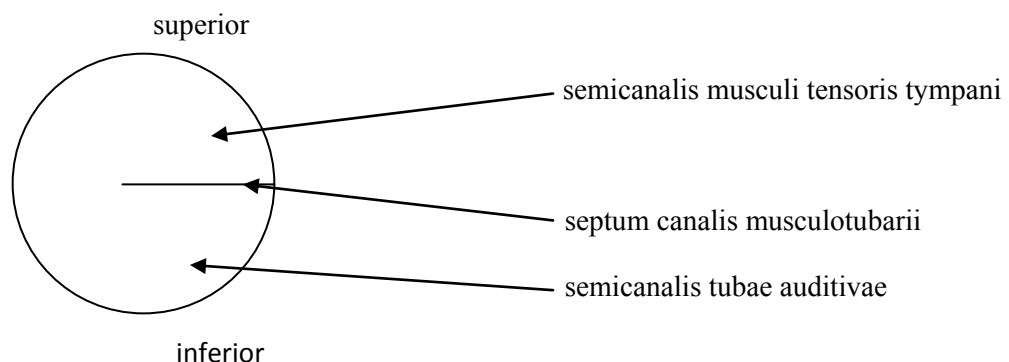 superior
semicanalis musculi tensoris tympani
septum canalis musculotubarii
semicanalis tubae auditivae
inferior